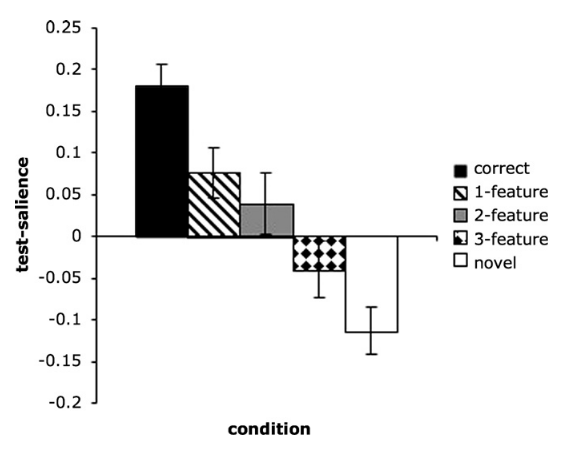 0.25
0.2
0.15
0.1
0.05
0
-0.05
-0.1
-0.15
-0.2
test-salience
condition
correct
1-feature
2-feature
3-feature
novel